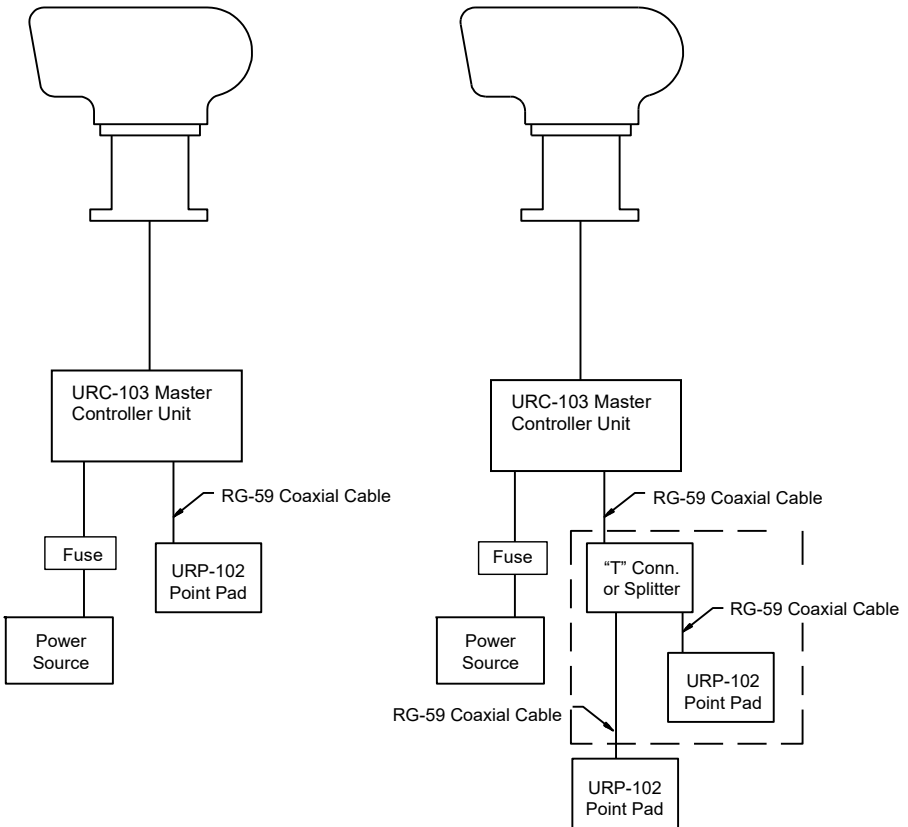 URC-103 Master
Controller Unit
RG-59 Coaxial Cable
Fuse
URP-102
Point Pad
Power
Source
URC-103 Master
Controller Unit
RG-59 Coaxial Cable
Fuse
“T” Conn.
or Splitter
RG-59 Coaxial Cable
Power
Source
URP-102
Point Pad
RG-59 Coaxial Cable
URP-102
Point Pad